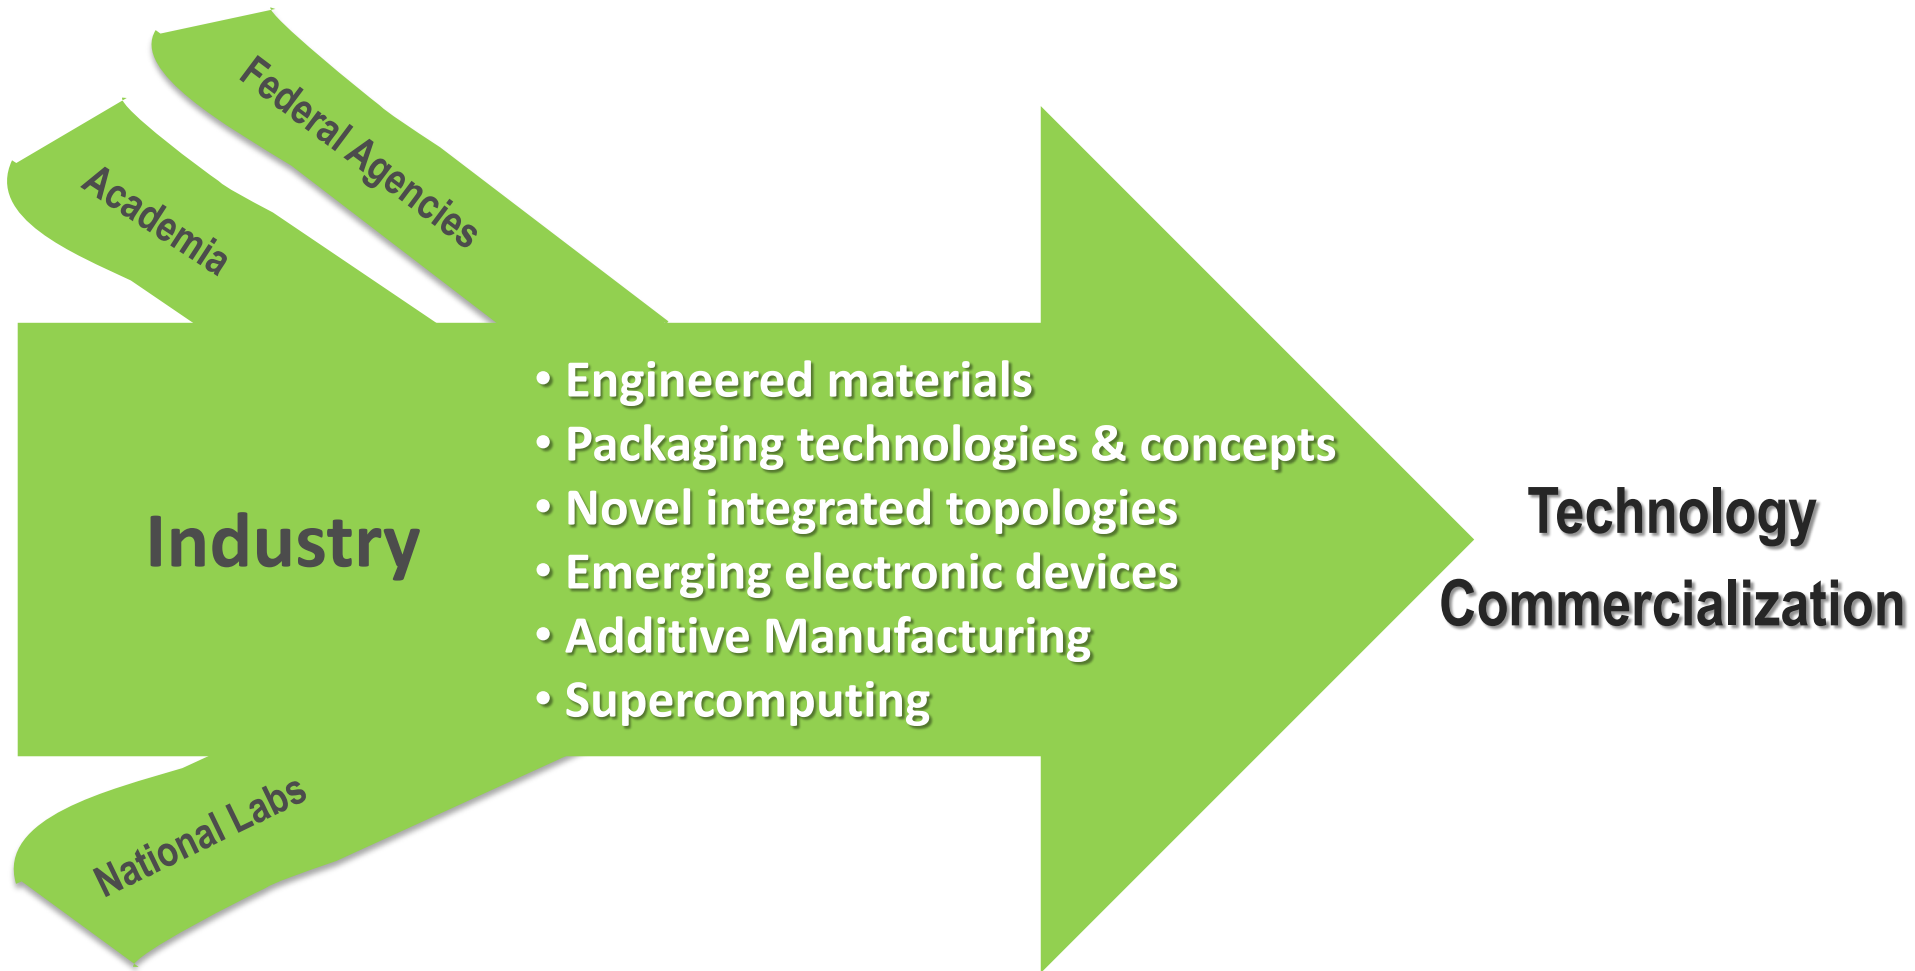 Federal Agencies
Academia
Industry
National Labs
• Engineered materials
• Packaging technologies & concepts
• Novel integrated topologies
• Emerging electronic devices
• Additive Manufacturing
• Supercomputing
Technology
Commercialization